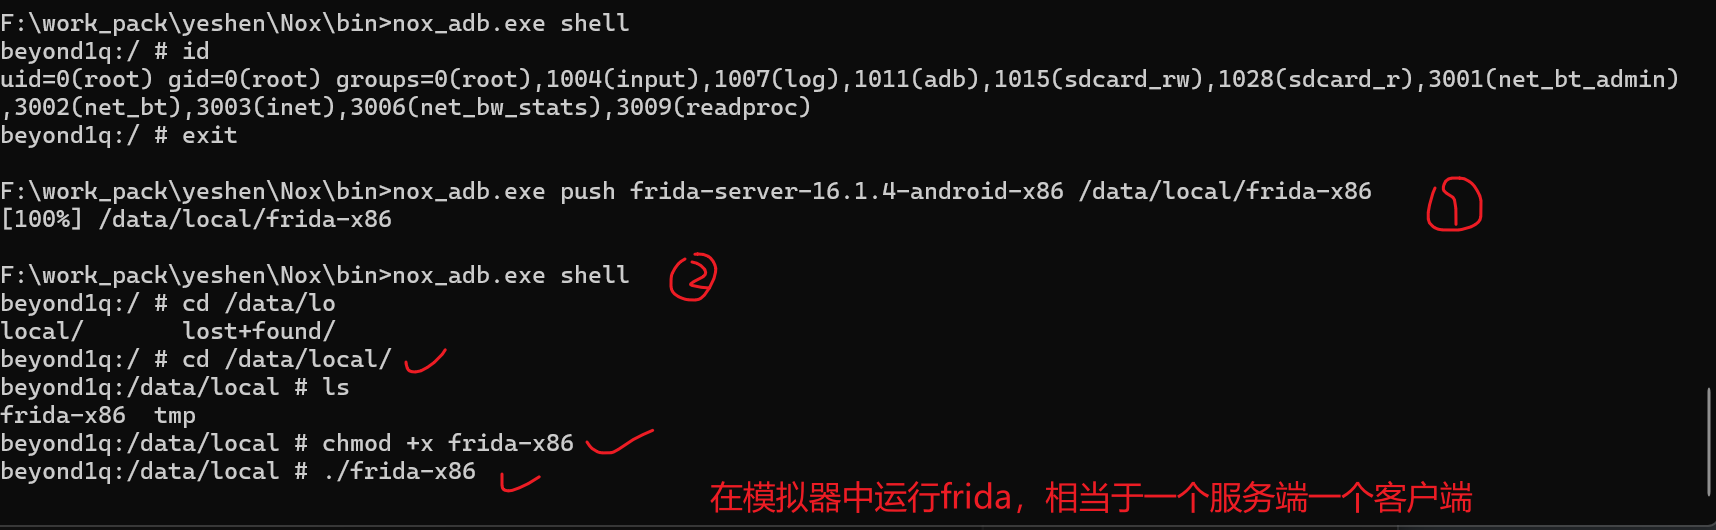 F:\work_pack\yeshen\Nox\bin>nox_adb.exe shell
beyond1q:/ # id
uid=0(root) gid=0(root) groups=0(root),1004(input),1007(log),1011(adb),1015(sdcard_rw),1028(sdcard_r),3001(net_bt_admin)
,3002(net_bt),3003(inet),3006(net_bw_stats),3009(readproc)
beyond1q:/ # exit
F:\work_pack\yeshen\Nox\bin>nox_adb.exe push frida-server-16.1.4-android-x86 /data/local/frida-x86
1
[100%] /data/local/frida-x86
F:\work_pack\yeshen\Nox\bin>nox_adb.exe shell
2
beyond1q:/ # cd /data/lo
local/       lost+found/
beyond1q:/ # cd /data/local/
beyond1q:/data/local # ls
frida-x86  tmp
beyond1q:/data/local # chmod +x frida-x86
beyond1q:/data/local # ./frida-x86
在模拟器中运行frida，相当于一个服务端一个客户端